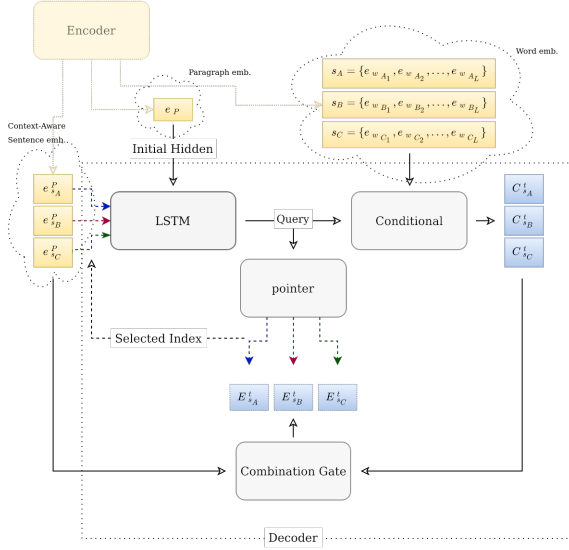 Encoder
Paragraph emb.
Word emb.
s_A = {e_{w_{A_1}}, e_{w_{A_2}}, ..., e_{w_{A_L}}}
s_B = {e_{w_{B_1}}, e_{w_{B_2}}, ..., e_{w_{B_L}}}
s_C = {e_{w_{C_1}}, e_{w_{C_2}}, ..., e_{w_{C_L}}}
e_P
Context-Aware
Sentence emb..
Initial Hidden
e^P_{s_A}
e^P_{s_B}
e^P_{s_C}
LSTM
Query
Conditional
C^t_{s_A}
C^t_{s_B}
C^t_{s_C}
pointer
Selected Index
E^t_{s_A} E^t_{s_B} E^t_{s_C}
Combination Gate
Decoder